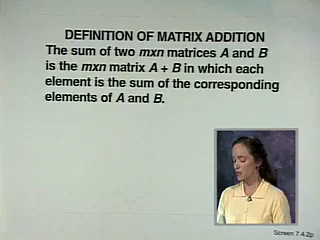 DEFINITION OF MATRIX ADDITION
The sum of two mxn matrices A and B
is the mxn matrix A + B in which each
element is the sum of the corresponding
elements of A and B.
Screen 7.4.2p